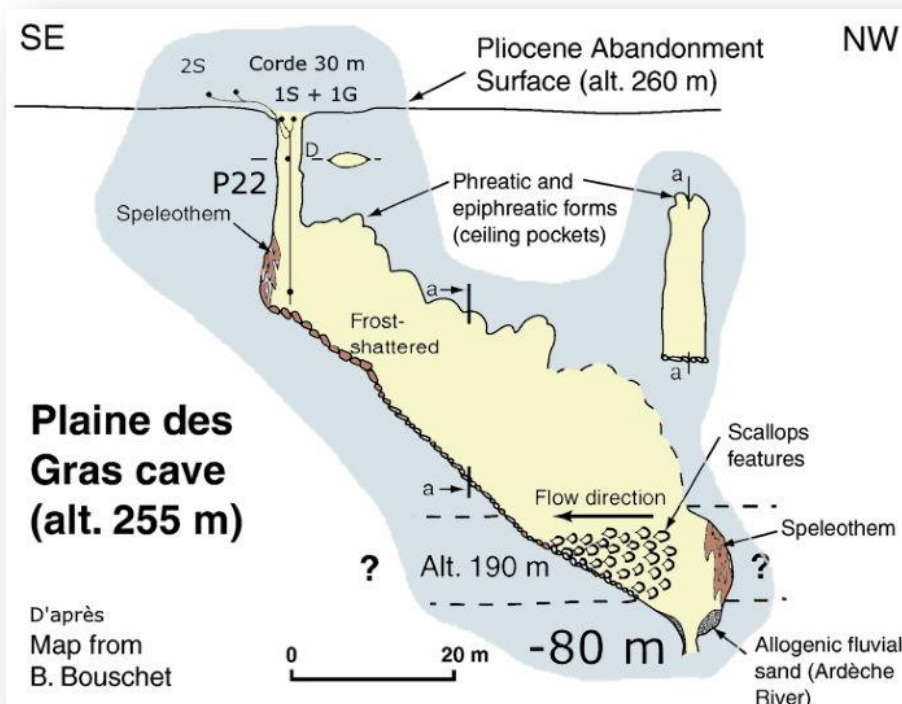 SE
NW
2S
Corde 30 m
1S + 1G
Pliocene Abandonment
Surface (alt. 260 m)
D
P22
Speleothem
Phreatic and
epiphreatic forms
(ceiling pockets)
a
a
a
Frost-
shattered
Plaine des
Gras cave
(alt. 255 m)
Scallops
features
a
Flow direction
Speleothem
?
Alt. 190 m
?
D'après
Map from
B. Bouschet
0
20 m
-80 m
Allogenic fluvial
sand (Ardèche
River)